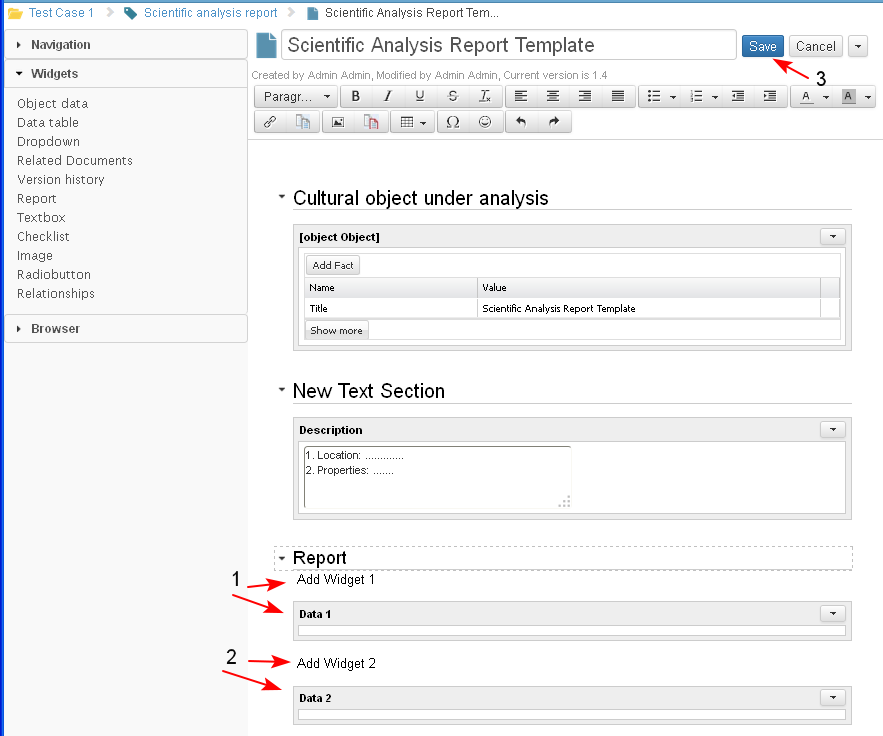 Test Case 1 Scientific analysis report Scientific Analysis Report Tem...
Navigation
Widgets
Object data
Data table
Dropdown
Related Documents
Version history
Report
Textbox
Checklist
Image
Radiobutton
Relationships
Browser
Scientific Analysis Report Template
Save Cancel
3
Created by Admin Admin, Modified by Admin Admin, Current version is 1.4
Paragr... B I U S Tx A A
Ω
Cultural object under analysis
[object Object]
Add Fact
Name Value
Title Scientific Analysis Report Template
Show more
New Text Section
Description
1. Location: .............
2. Properties: .......
Report
1 Add Widget 1
Data 1
2 Add Widget 2
Data 2